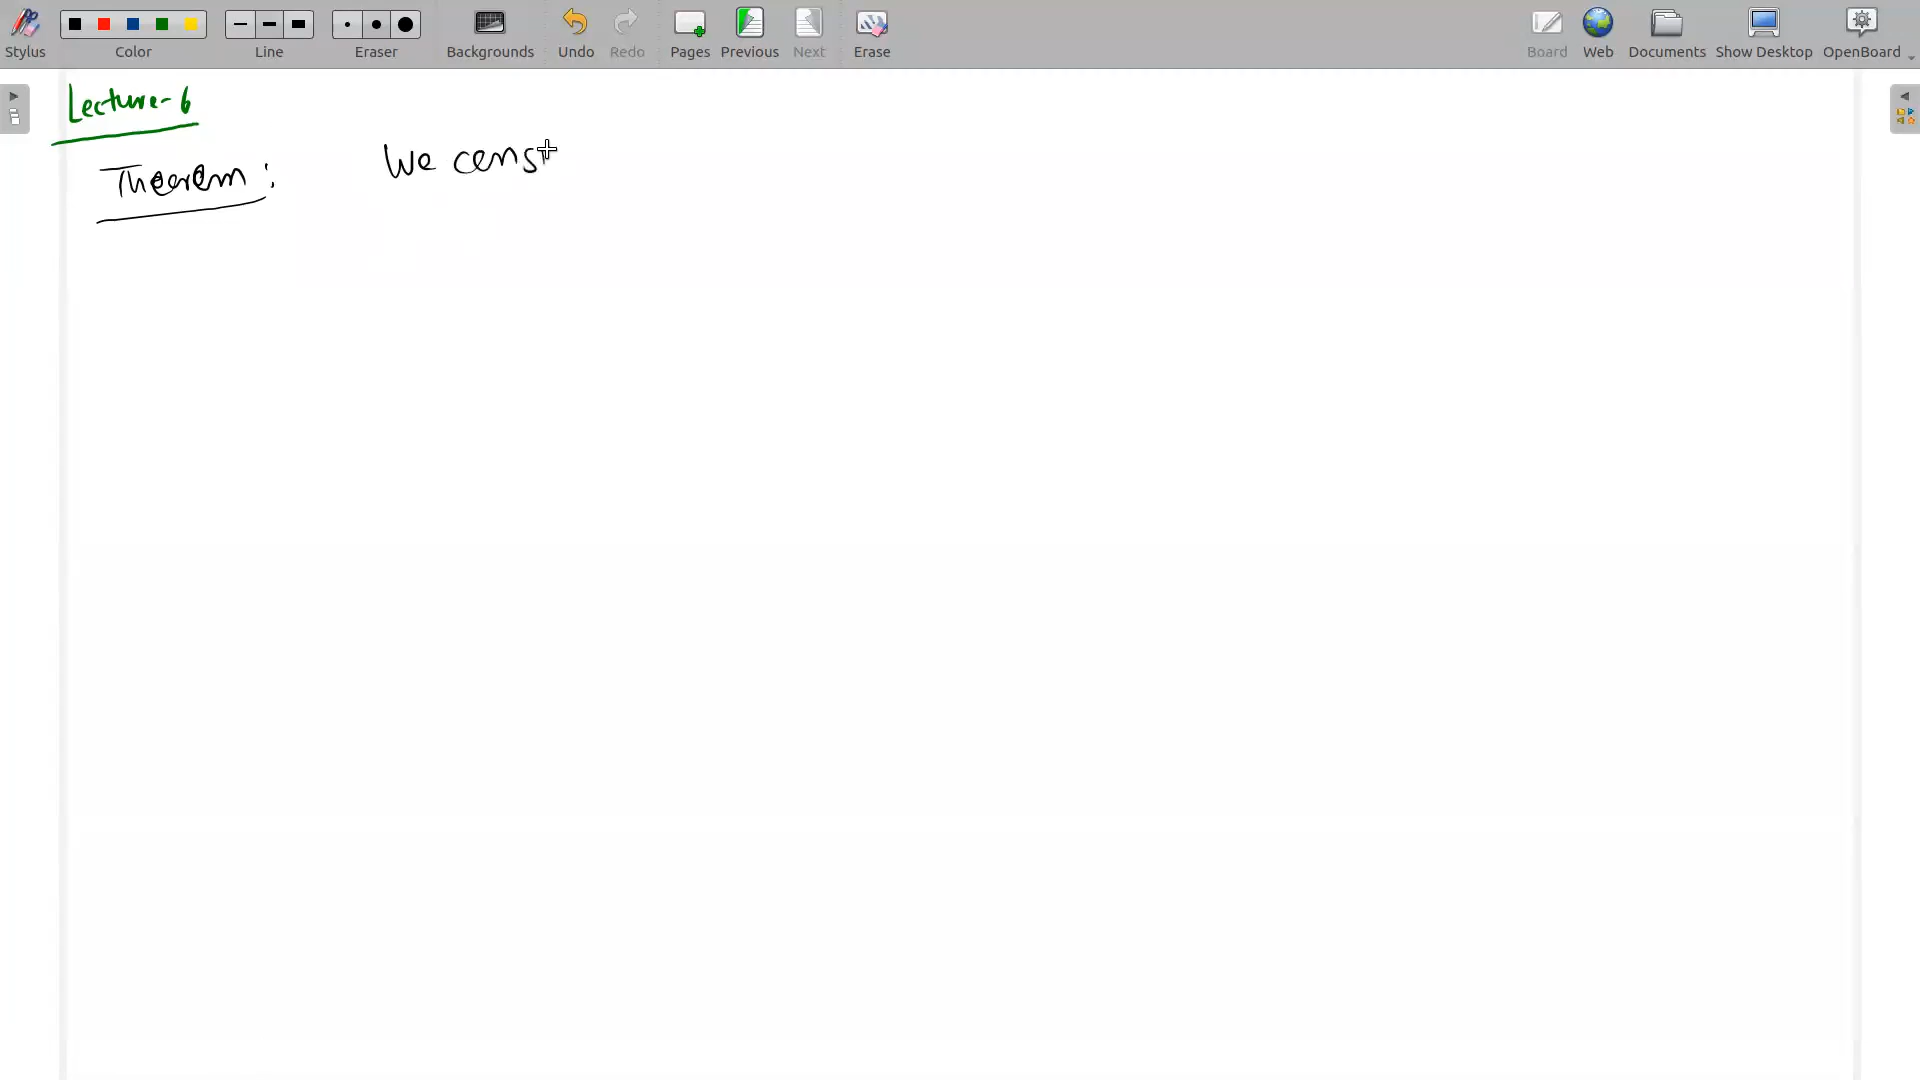 Stylus Color Line Eraser Backgrounds Undo Redo Pages Previous Next Erase Board Web Documents Show Desktop OpenBoard
Lecture-6
Theorem : We cons